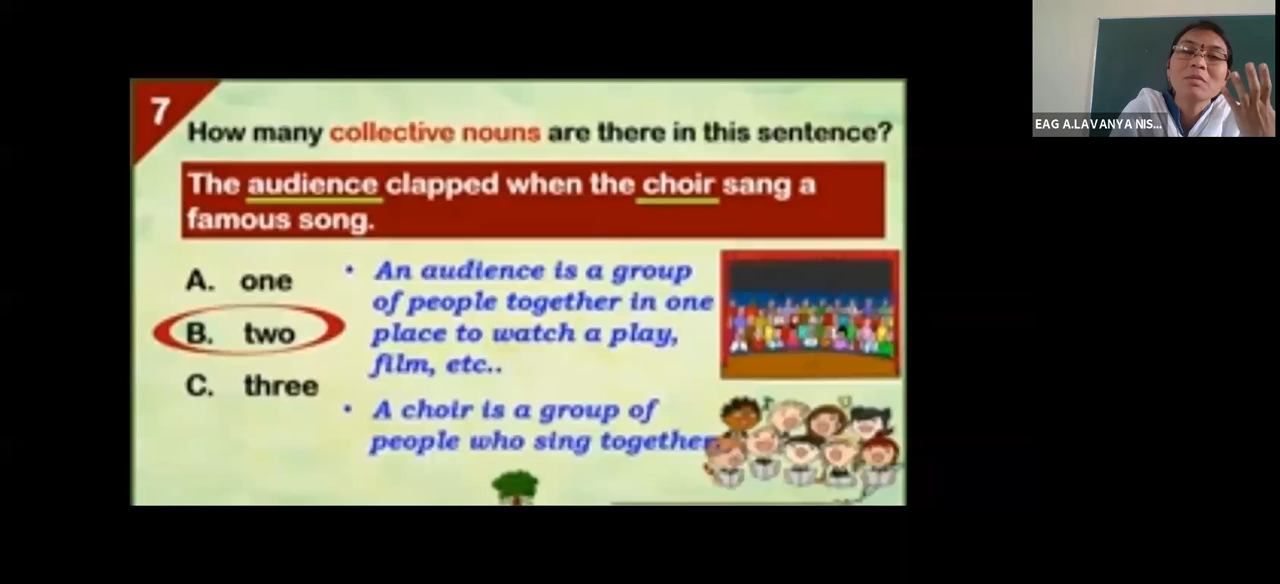 7
How many collective nouns are there in this sentence?
The audience clapped when the choir sang a
famous song.
A. one
B. two
C. three
• An audience is a group
of people together in one
place to watch a play,
film, etc..
• A choir is a group of
people who sing together
EAG A.LAVANYA NIS...